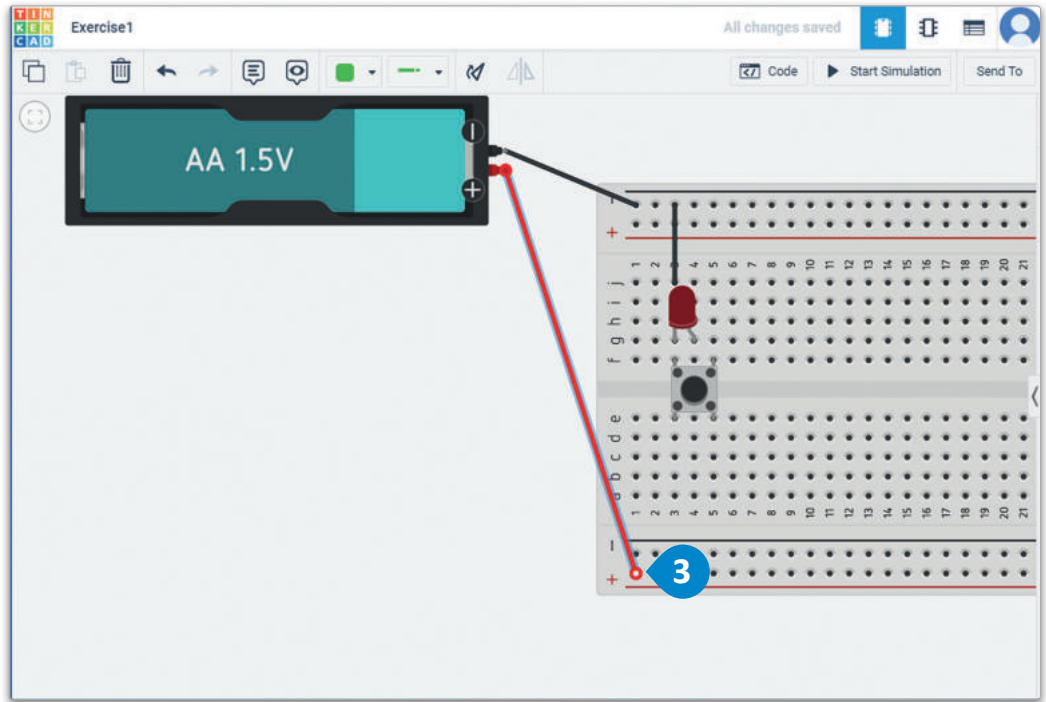 TIN
KER
CAD
Exercise1
All changes saved
Code
Start Simulation
Send To
AA 1.5V
−
+
−
+
1 2 3 4 5 6 7 8 9 10 11 12 13 14 15 16 17 18 19 20 21
j
i
h
g
f
e
d
c
b
a
1 2 3 4 5 6 7 8 9 10 11 12 13 14 15 16 17 18 19 20 21
−
+
3